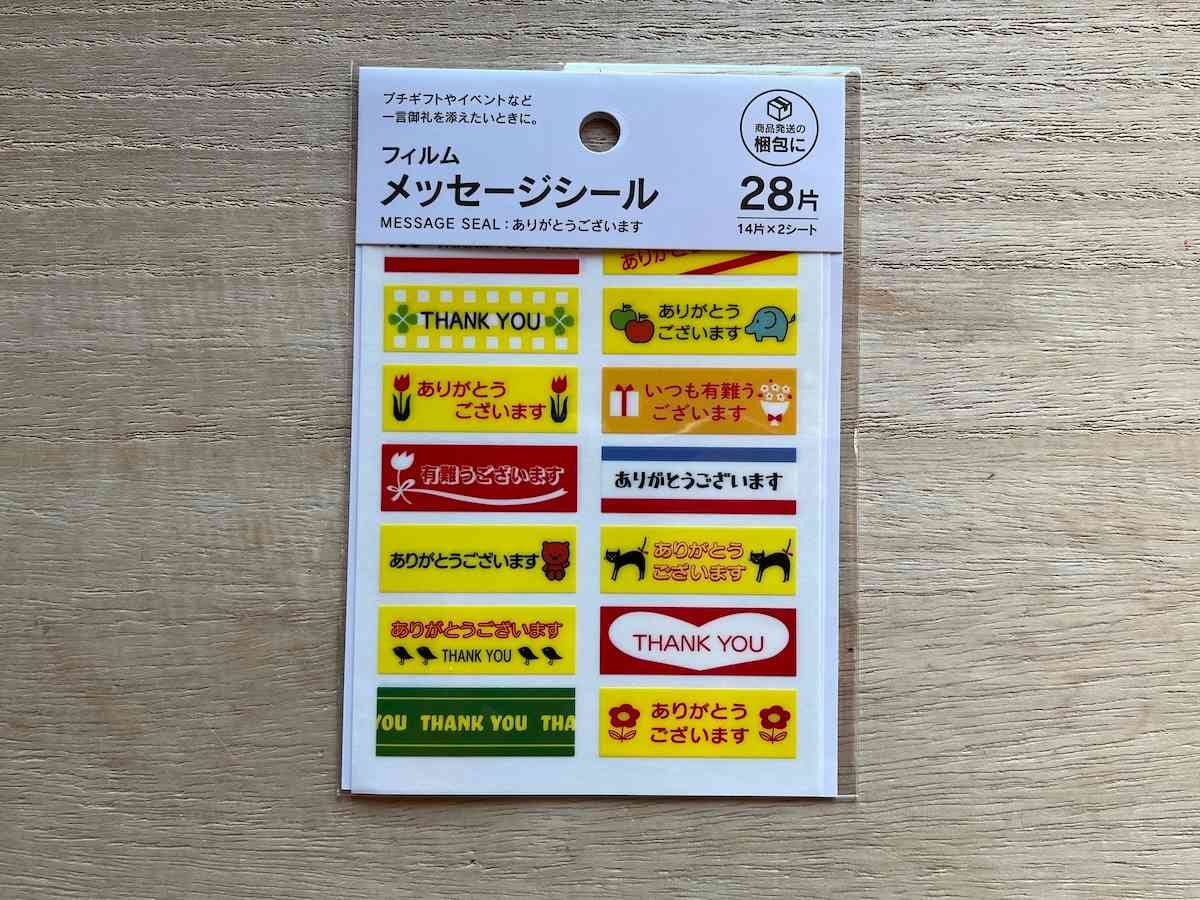 プチギフトやイベントなど
一言御礼を添えたいときに。
商品発送の
梱包に
フィルム
メッセージシール
28片
MESSAGE SEAL：ありがとうございます
14片×2シート
THANK YOU
ありがとう
ございます
ありがとう
ございます
いつも有難う
ございます
有難うございます
ありがとうございます
ありがとうございます
ありがとう
ございます
ありがとうございます
THANK YOU
THANK YOU
YOU THANK YOU THA
ありがとう
ございます